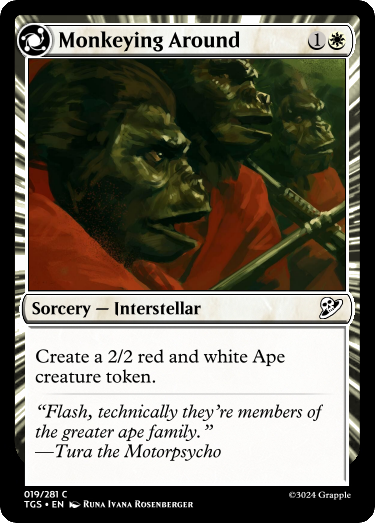 Monkeying Around 1
Sorcery — Interstellar
Create a 2/2 red and white Ape
creature token.
“Flash, technically they’re members of
the greater ape family.”
—Tura the Motorpsycho
019/281 C
TGS • EN Runa Ivana Rosenberger
©3024 Grapple